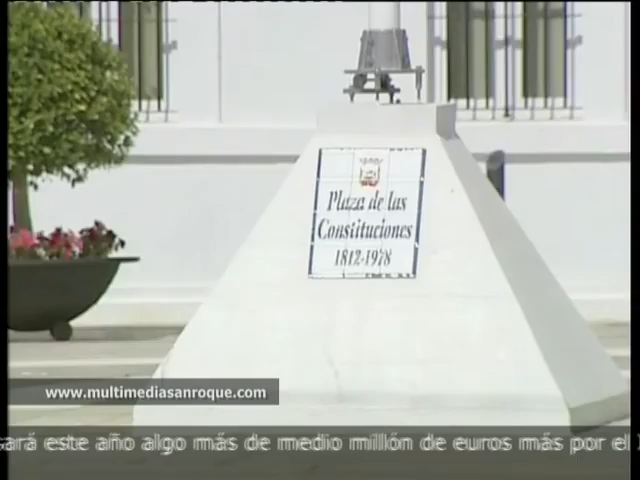 Plaza de las
Constituciones
1812-1978
www.multimediasanroque.com
sará este año algo más de medio millón de euros más por el